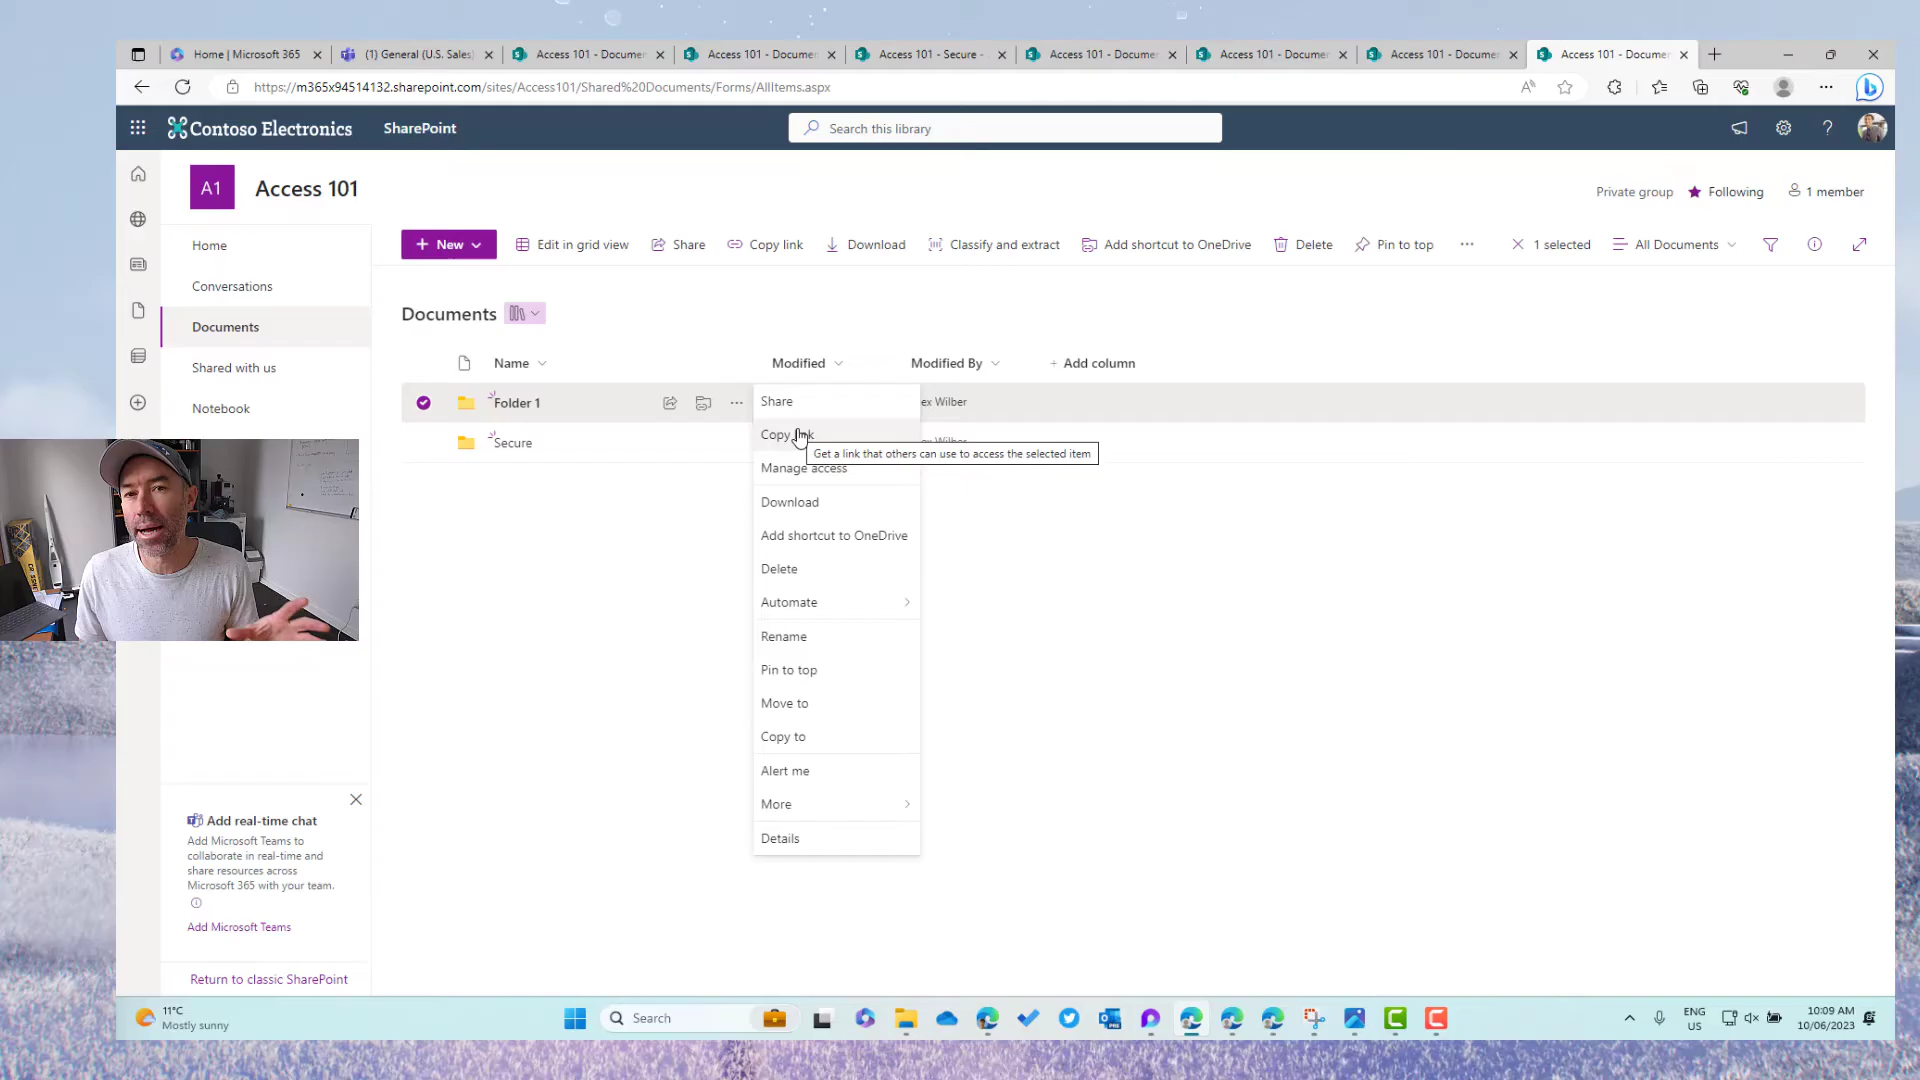 Home | Microsoft 365
(1) General (U.S. Sales)
Access 101 - Documen
Access 101 - Documen
Access 101 - Secure -
Access 101 - Documen
Access 101 - Documen
Access 101 - Documen
Access 101 - Documen
https://m365x94514132.sharepoint.com/sites/Access101/Shared%20Documents/Forms/AllItems.aspx
Contoso Electronics
SharePoint
Search this library
A1
Access 101
Private group
Following
1 member
Home
Conversations
Documents
Shared with us
Notebook
New
Edit in grid view
Share
Copy link
Download
Classify and extract
Add shortcut to OneDrive
Delete
Pin to top
1 selected
All Documents
Documents
Name
Modified
Modified By
+ Add column
Folder 1
ex Wilber
Secure
ex Wilber
Share
Copy link
Get a link that others can use to access the selected item
Manage access
Download
Add shortcut to OneDrive
Delete
Automate
Rename
Pin to top
Move to
Copy to
Alert me
More
Details
Add real-time chat
Add Microsoft Teams to
collaborate in real-time and
share resources across
Microsoft 365 with your team.
Add Microsoft Teams
Return to classic SharePoint
11°C
Mostly sunny
Search
ENG
US
10:09 AM
10/06/2023